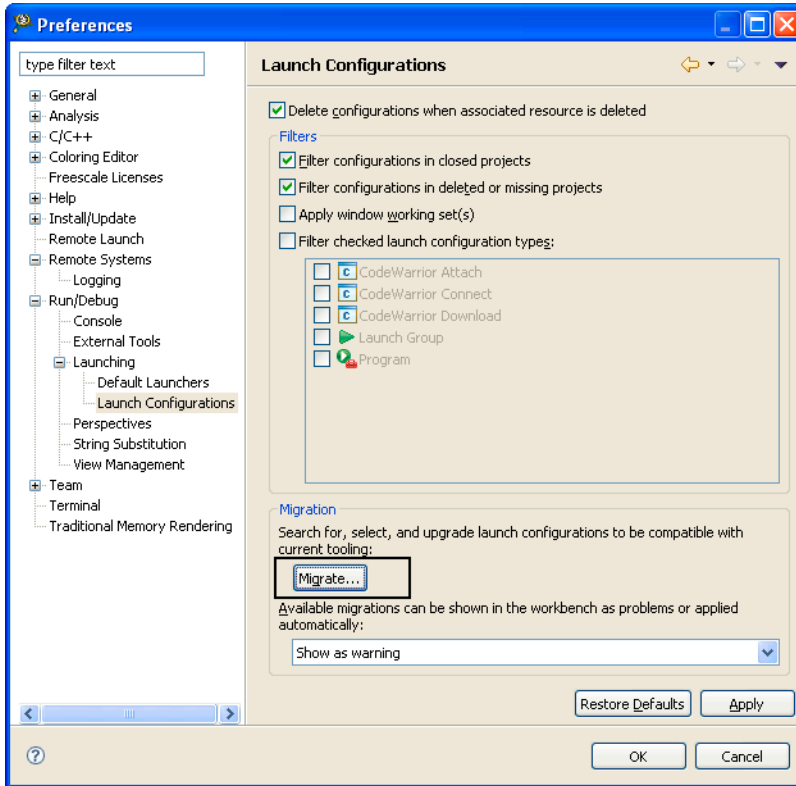 Preferences
type filter text
General
Analysis
C/C++
Coloring Editor
Freescale Licenses
Help
Install/Update
Remote Launch
Remote Systems
Logging
Run/Debug
Console
External Tools
Launching
Default Launchers
Launch Configurations
Perspectives
String Substitution
View Management
Team
Terminal
Traditional Memory Rendering
Launch Configurations
Delete configurations when associated resource is deleted
Filters
Filter configurations in closed projects
Filter configurations in deleted or missing projects
Apply window working set(s)
Filter checked launch configuration types:
CodeWarrior Attach
CodeWarrior Connect
CodeWarrior Download
Launch Group
Program
Migration
Search for, select, and upgrade launch configurations to be compatible with
current tooling:
Migrate...
Available migrations can be shown in the workbench as problems or applied
automatically:
Show as warning
Restore Defaults Apply
OK Cancel